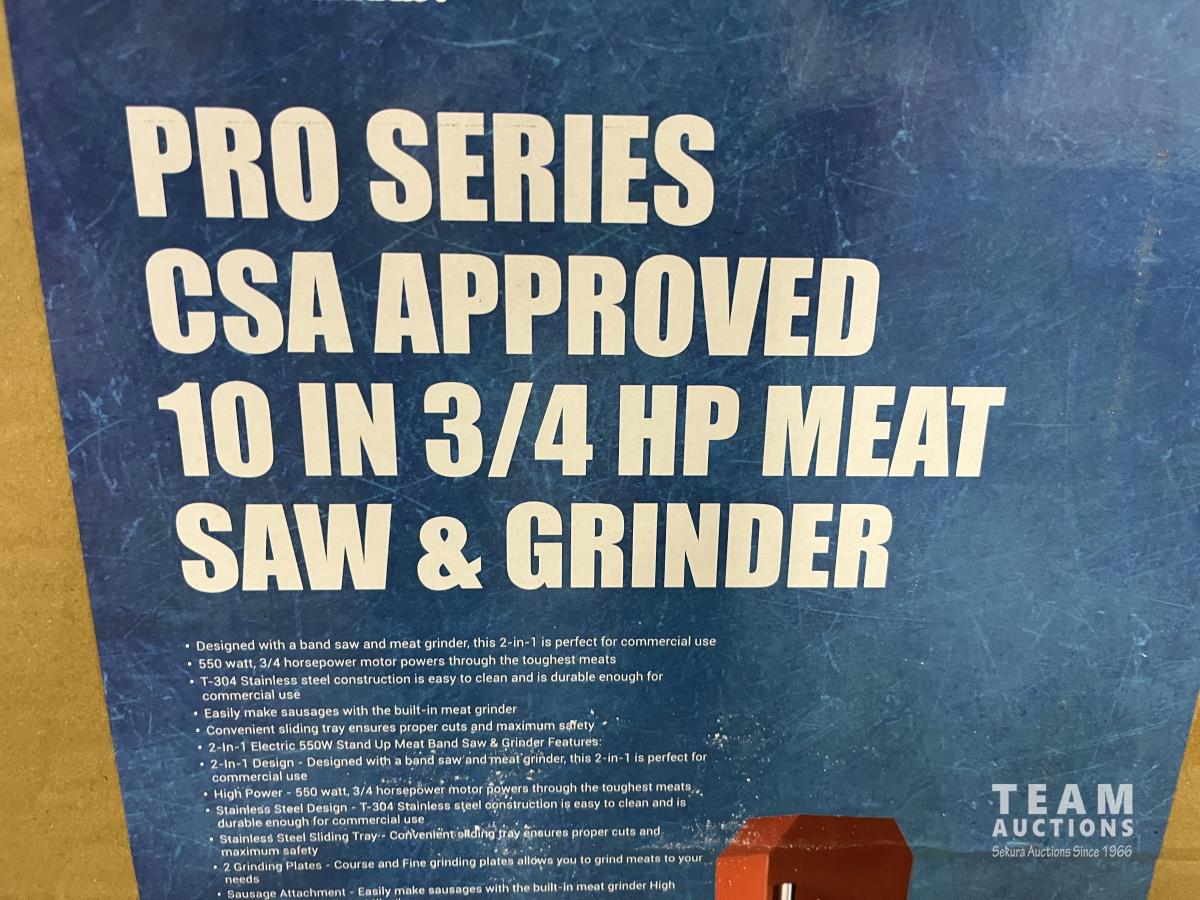 PRO SERIES
CSA APPROVED
10 IN 3/4 HP MEAT
SAW & GRINDER
• Designed with a band saw and meat grinder, this 2-in-1 is perfect for commercial use
• 550 watt, 3/4 horsepower motor powers through the toughest meats
• T-304 Stainless steel construction is easy to clean and is durable enough for
commercial use
• Easily make sausages with the built-in meat grinder
• Convenient sliding tray ensures proper cuts and maximum safety
• 2-In-1 Electric 550W Stand Up Meat Band Saw & Grinder Features:
• 2-In-1 Design - Designed with a band saw and meat grinder, this 2-in-1 is perfect for
commercial use
• High Power - 550 watt, 3/4 horsepower motor powers through the toughest meats
• Stainless Steel Design - T-304 Stainless steel construction is easy to clean and is
durable enough for commercial use
• Stainless Steel Sliding Tray - Convenient sliding tray ensures proper cuts and
maximum safety
• 2 Grinding Plates - Course and Fine grinding plates allows you to grind meats to your
needs
• Sausage Attachment - Easily make sausages with the built-in meat grinder High
TEAM
AUCTIONS
Sekura Auctions Since 1966